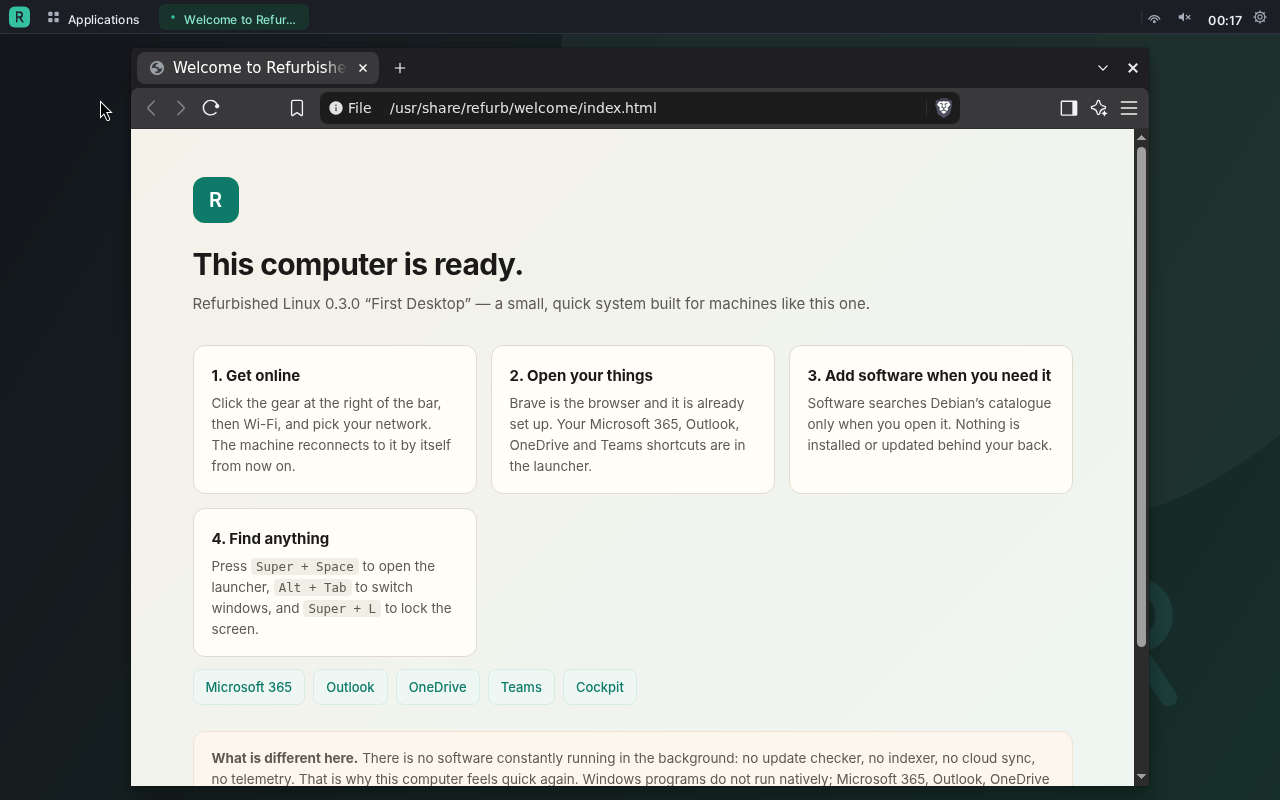 R
Applications
Welcome to Refur...
00:17
Welcome to Refurbishe
File
/usr/share/refurb/welcome/index.html
R
This computer is ready.
Refurbished Linux 0.3.0 “First Desktop” — a small, quick system built for machines like this one.
1. Get online
Click the gear at the right of the bar,
then Wi-Fi, and pick your network.
The machine reconnects to it by itself
from now on.
2. Open your things
Brave is the browser and it is already
set up. Your Microsoft 365, Outlook,
OneDrive and Teams shortcuts are in
the launcher.
3. Add software when you need it
Software searches Debian’s catalogue
only when you open it. Nothing is
installed or updated behind your back.
4. Find anything
Press Super + Space to open the
launcher, Alt + Tab to switch
windows, and Super + L to lock the
screen.
Microsoft 365
Outlook
OneDrive
Teams
Cockpit
What is different here. There is no software constantly running in the background: no update checker, no indexer, no cloud sync,
no telemetry. That is why this computer feels quick again. Windows programs do not run natively; Microsoft 365, Outlook, OneDrive